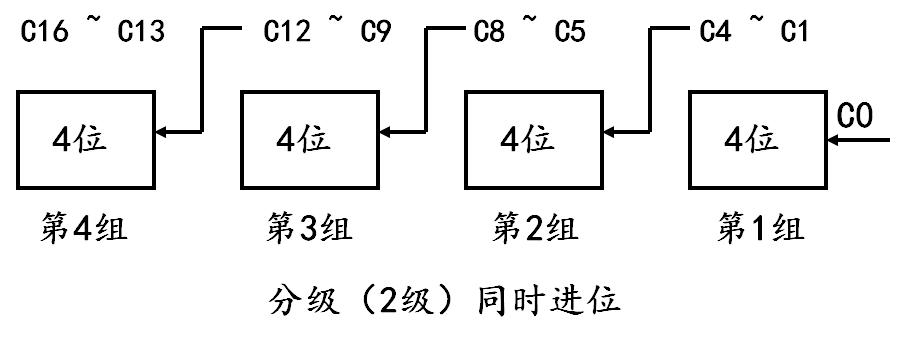 C16 ~ C13 C12 ~ C9 C8 ~ C5 C4 ~ C1
4位 4位 4位 4位 C0
第4组 第3组 第2组 第1组
分级（2级）同时进位